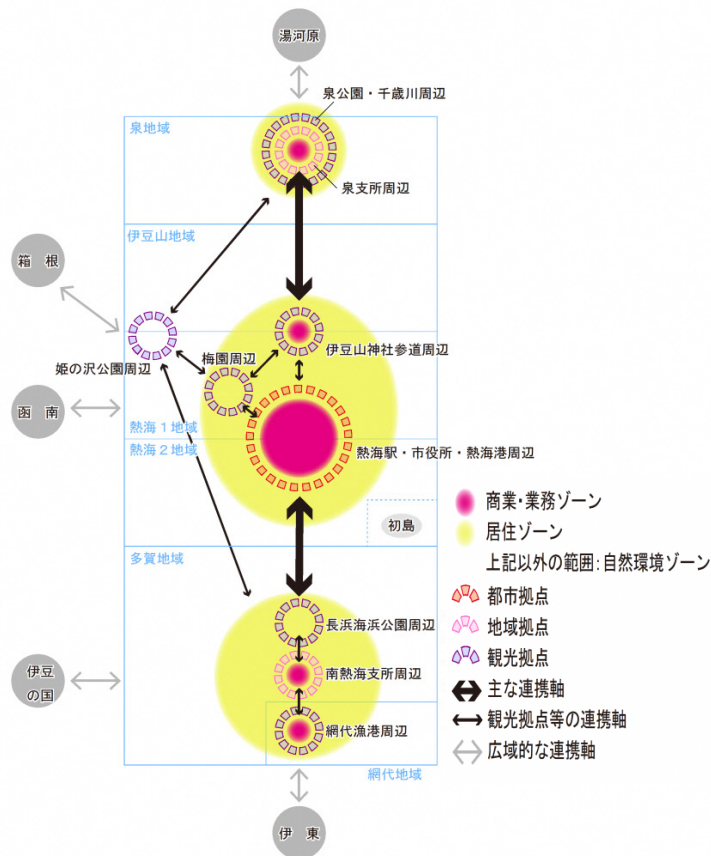 湯河原
泉公園・千歳川周辺
泉地域
泉支所周辺
伊豆山地域
箱 根
伊豆山神社参道周辺
梅園周辺
姫の沢公園周辺
函 南
熱海1地域
熱海2地域
熱海駅・市役所・熱海港周辺
商業・業務ゾーン
初島
居住ゾーン
上記以外の範囲:自然環境ゾーン
多賀地域
都市拠点
地域拠点
長浜海浜公園周辺
観光拠点
伊豆
の国
南熱海支所周辺
主な連携軸
観光拠点等の連携軸
網代漁港周辺
広域的な連携軸
網代地域
伊 東